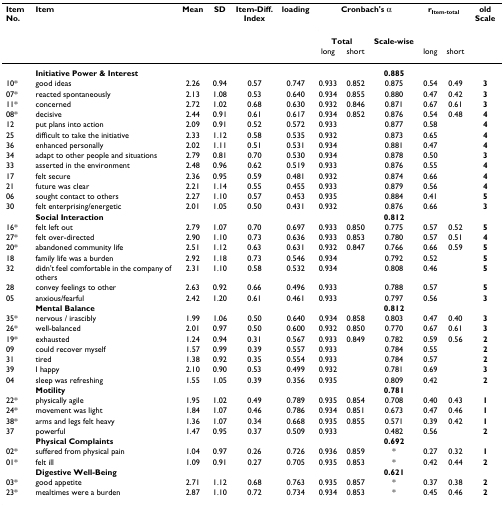 Item No. Item Mean SD Item-Diff. Index loading Cronbach's α r item-total old Scale
Total Scale-wise
long short long short
Initiative Power & Interest 0.885
10* good ideas 2.26 0.94 0.57 0.747 0.933 0.852 0.875 0.54 0.49 3
07* reacted spontaneously 2.13 1.08 0.53 0.640 0.934 0.855 0.880 0.47 0.42 3
11* concerned 2.72 1.02 0.68 0.630 0.932 0.846 0.871 0.67 0.61 3
08* decisive 2.44 0.91 0.61 0.617 0.934 0.852 0.876 0.54 0.48 4
12 put plans into action 2.09 0.91 0.52 0.572 0.933 0.877 0.58 4
25 difficult to take the initiative 2.33 1.12 0.58 0.535 0.932 0.873 0.65 4
36 enhanced personally 2.02 1.11 0.51 0.531 0.934 0.881 0.47 4
34 adapt to other people and situations 2.79 0.81 0.70 0.530 0.934 0.878 0.50 3
33 asserted in the environment 2.48 0.96 0.62 0.519 0.933 0.876 0.55 4
17 felt secure 2.36 0.95 0.59 0.481 0.932 0.874 0.66 4
21 future was clear 2.21 1.14 0.55 0.455 0.933 0.879 0.56 4
06 sought contact to others 2.27 1.10 0.57 0.453 0.935 0.884 0.41 5
30 felt enterprising/energetic 2.01 1.05 0.50 0.431 0.932 0.876 0.66 3
Social Interaction 0.812
16* felt left out 2.79 1.07 0.70 0.697 0.933 0.850 0.775 0.57 0.52 5
27* felt over-directed 2.90 1.10 0.73 0.636 0.933 0.853 0.780 0.57 0.51 4
20* abandoned community life 2.51 1.12 0.63 0.631 0.932 0.847 0.766 0.66 0.59 5
18 family life was a burden 2.92 1.18 0.73 0.546 0.934 0.792 0.52 5
32 didn't feel comfortable in the company of 2.31 1.10 0.58 0.532 0.934 0.808 0.46 5
others
28 convey feelings to other 2.63 0.92 0.66 0.496 0.933 0.788 0.57 5
05 anxious/fearful 2.42 1.20 0.61 0.461 0.933 0.797 0.56 3
Mental Balance 0.812
35* nervous / irascibly 1.99 1.06 0.50 0.640 0.934 0.858 0.803 0.47 0.40 3
26* well-balanced 2.01 0.97 0.50 0.600 0.932 0.850 0.770 0.67 0.61 3
19* exhausted 1.24 0.94 0.31 0.567 0.933 0.849 0.782 0.59 0.56 2
09 could recover myself 1.57 0.99 0.39 0.557 0.933 0.784 0.55 2
31 tired 1.38 0.92 0.35 0.554 0.933 0.784 0.57 2
39 I happy 2.10 0.90 0.53 0.499 0.932 0.781 0.69 3
04 sleep was refreshing 1.55 1.05 0.39 0.356 0.935 0.809 0.42 2
Motility 0.781
22* physically agile 1.95 1.02 0.49 0.789 0.935 0.854 0.708 0.40 0.43 1
24* movement was light 1.84 1.07 0.46 0.786 0.934 0.851 0.673 0.47 0.46 1
38* arms and legs felt heavy 1.36 1.07 0.34 0.668 0.935 0.855 0.571 0.39 0.42 1
37 powerful 1.47 0.95 0.37 0.509 0.933 0.482 0.56 2
Physical Complaints 0.692
02* suffered from physical pain 1.04 0.97 0.26 0.726 0.936 0.859 * 0.27 0.32 1
01* felt ill 1.09 0.91 0.27 0.705 0.935 0.853 * 0.42 0.44 2
Digestive Well-Being 0.621
03* good appetite 2.71 1.12 0.68 0.763 0.935 0.857 * 0.37 0.38 2
23* mealtimes were a burden 2.87 1.10 0.72 0.734 0.934 0.853 * 0.45 0.46 2